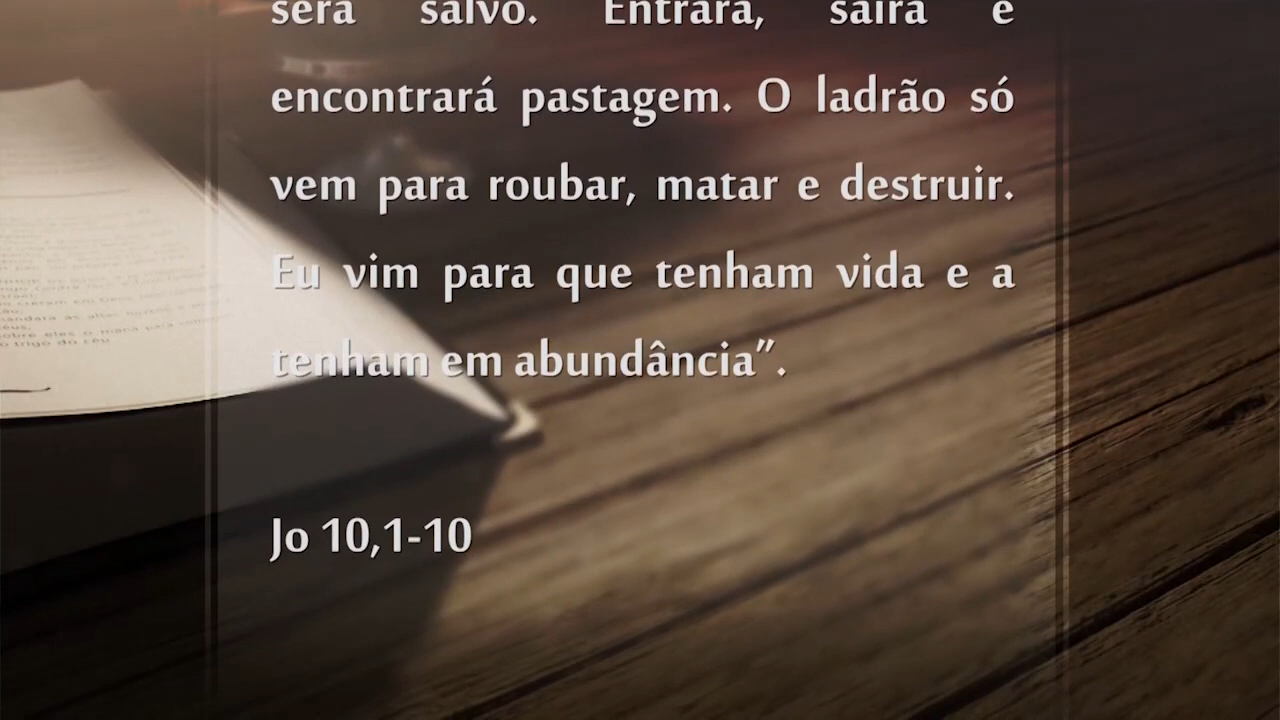 será salvo. Entrará, sairá e
encontrará pastagem. O ladrão só
vem para roubar, matar e destruir.
Eu vim para que tenham vida e a
tenham em abundância”.
Jo 10,1-10